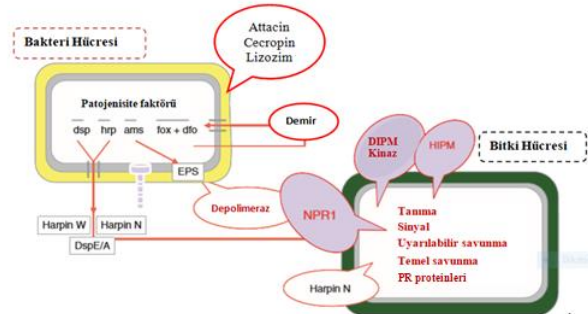 Bakteri Hücresi
Attacin
Cecropin
Lizozim
Patojenisite faktörü
dsp hrp ams fox + dfo
Demir
EPS
Depolimeraz
Harpin W
Harpin N
DspE/A
NPR1
DIPM
Kinaz
HIPM
Bitki Hücresi
Tanıma
Sinyal
Uyarılabilir savunma
Temel savunma
PR proteinleri
Harpin N